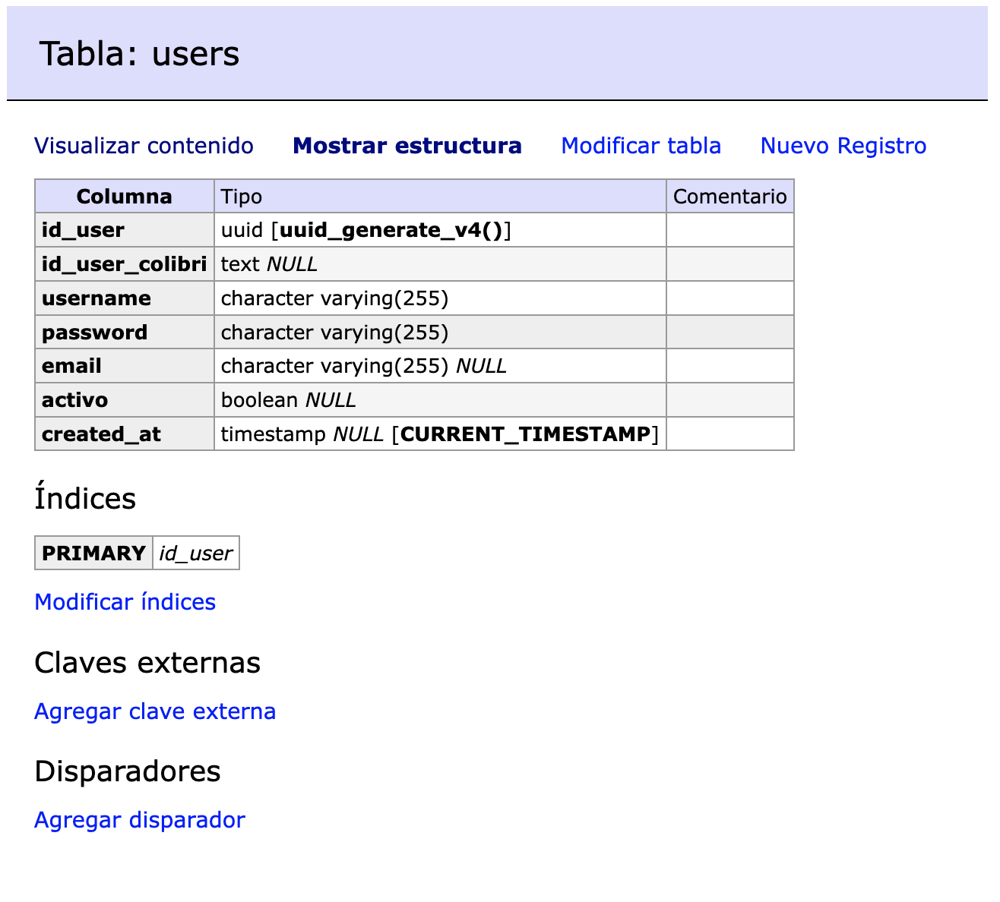 Tabla: users
Visualizar contenido Mostrar estructura Modificar tabla Nuevo Registro
Columna Tipo Comentario
id_user uuid [uuid_generate_v4()]
id_user_colibri text NULL
username character varying(255)
password character varying(255)
email character varying(255) NULL
activo boolean NULL
created_at timestamp NULL [CURRENT_TIMESTAMP]
Índices
PRIMARY id_user
Modificar índices
Claves externas
Agregar clave externa
Disparadores
Agregar disparador